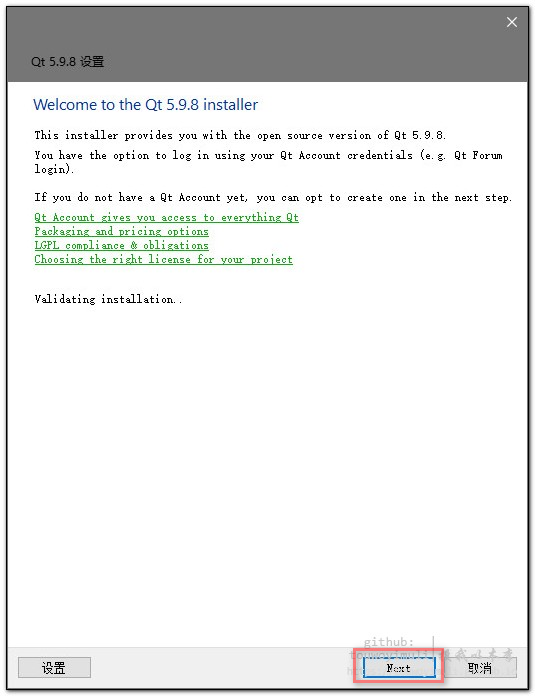 Qt 5.9.8 设置
Welcome to the Qt 5.9.8 installer
This installer provides you with the open source version of Qt 5.9.8.
You have the option to log in using your Qt Account credentials (e.g. Qt Forum
login).
If you do not have a Qt Account yet, you can opt to create one in the next step.
Qt Account gives you access to everything Qt
Packaging and pricing options
LGPL compliance & obligations
Choosing the right license for your project
Validating installation..
github:
设置
Next
取消